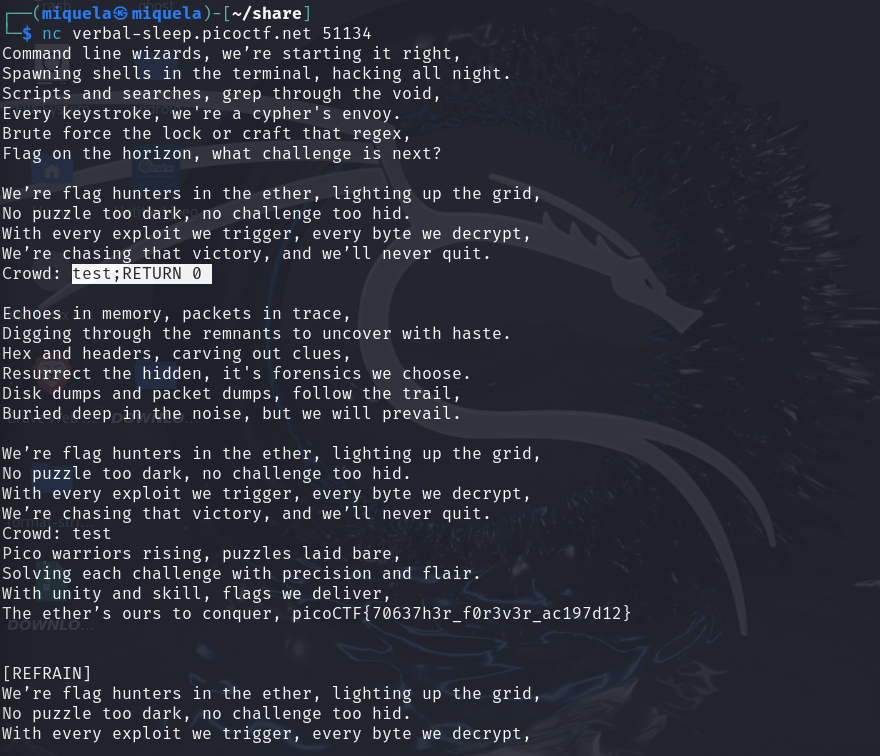 ┌──(miquela㉿miquela)-[~/share]
└─$ nc verbal-sleep.picoctf.net 51134
Command line wizards, we’re starting it right,
Spawning shells in the terminal, hacking all night.
Scripts and searches, grep through the void,
Every keystroke, we're a cypher's envoy.
Brute force the lock or craft that regex,
Flag on the horizon, what challenge is next?
We’re flag hunters in the ether, lighting up the grid,
No puzzle too dark, no challenge too hid.
With every exploit we trigger, every byte we decrypt,
We’re chasing that victory, and we’ll never quit.
Crowd: test;RETURN 0
Echoes in memory, packets in trace,
Digging through the remnants to uncover with haste.
Hex and headers, carving out clues,
Resurrect the hidden, it's forensics we choose.
Disk dumps and packet dumps, follow the trail,
Buried deep in the noise, but we will prevail.
We’re flag hunters in the ether, lighting up the grid,
No puzzle too dark, no challenge too hid.
With every exploit we trigger, every byte we decrypt,
We’re chasing that victory, and we’ll never quit.
Crowd: test
Pico warriors rising, puzzles laid bare,
Solving each challenge with precision and flair.
With unity and skill, flags we deliver,
The ether’s ours to conquer, picoCTF{70637h3r_f0r3v3r_ac197d12}
[REFRAIN]
We’re flag hunters in the ether, lighting up the grid,
No puzzle too dark, no challenge too hid.
With every exploit we trigger, every byte we decrypt,